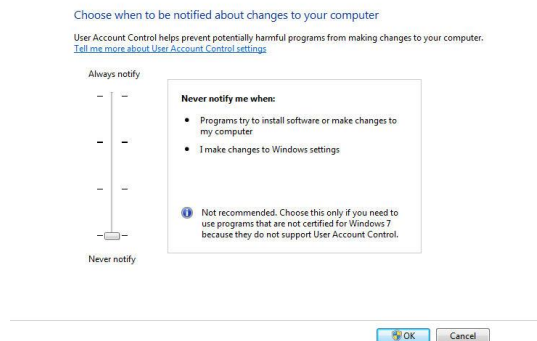 Choose when to be notified about changes to your computer
User Account Control helps prevent potentially harmful programs from making changes to your computer.
Tell me more about User Account Control settings
Always notify
Never notify me when:
Programs try to install software or make changes to
my computer
I make changes to Windows settings
Not recommended. Choose this only if you need to
use programs that are not certified for Windows 7
because they do not support User Account Control.
Never notify
OK
Cancel